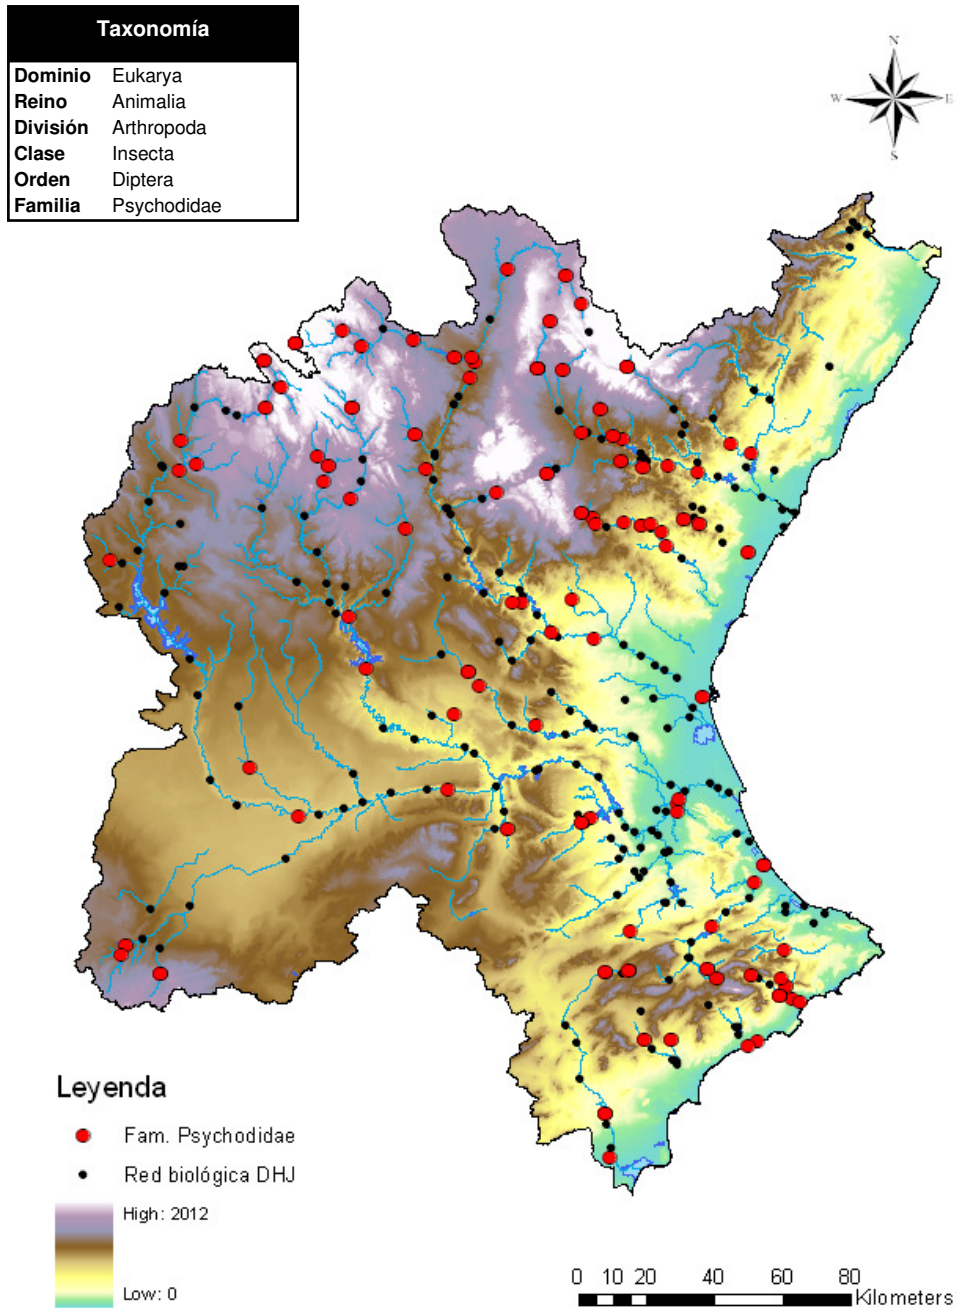 Taxonomía
Dominio Eukarya
Reino Animalia
División Arthropoda
Clase Insecta
Orden Diptera
Familia Psychodidae
N
W E
S
Leyenda
Fam. Psychodidae
Red biológica DHJ
High: 2012
Low: 0
0 10 20 40 60 80
Kilometers